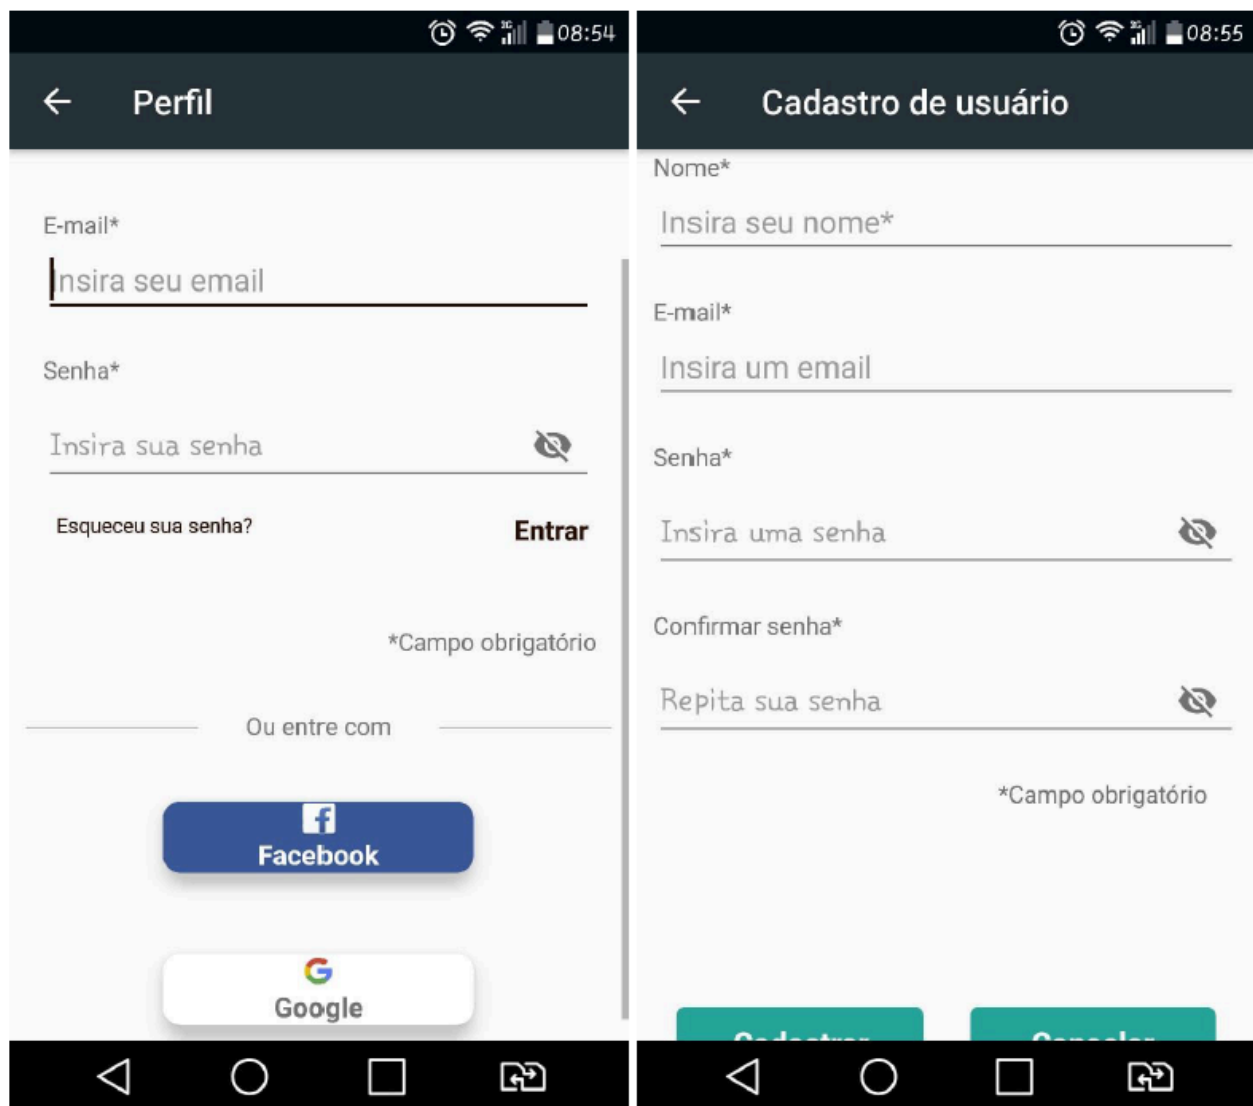 08:54
Perfil
E-mail*
Insira seu email
Senha*
Insira sua senha
Esqueceu sua senha?
Entrar
*Campo obrigatório
Ou entre com
Facebook
Google
08:55
Cadastro de usuário
Nome*
Insira seu nome*
E-mail*
Insira um email
Senha*
Insira uma senha
Confirmar senha*
Repita sua senha
*Campo obrigatório
Cadastrar
Cancelar